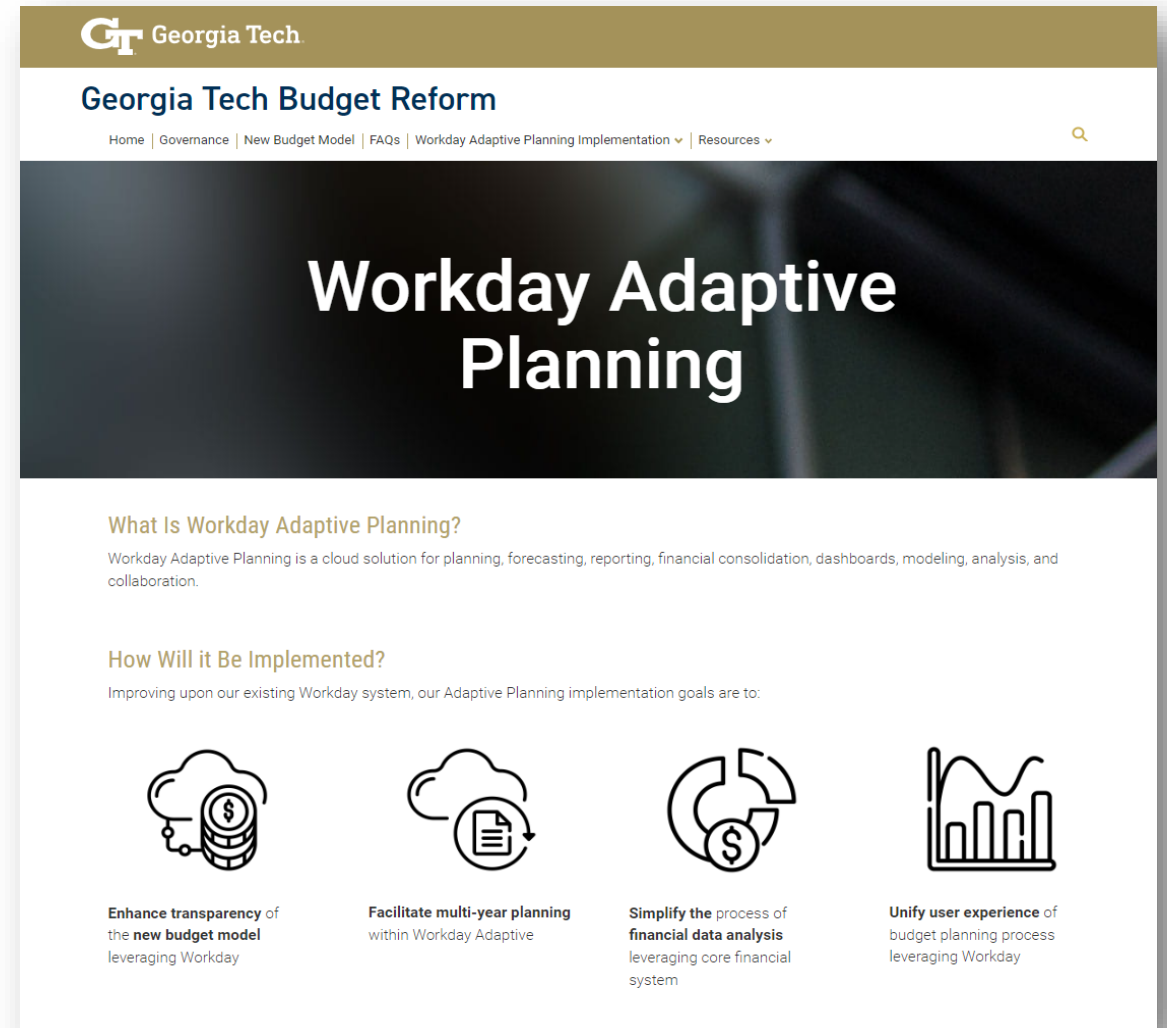 GT Georgia Tech
Georgia Tech Budget Reform
Home | Governance | New Budget Model | FAQs | Workday Adaptive Planning Implementation | Resources
Workday Adaptive
Planning
What Is Workday Adaptive Planning?
Workday Adaptive Planning is a cloud solution for planning, forecasting, reporting, financial consolidation, dashboards, modeling, analysis, and
collaboration.
How Will it Be Implemented?
Improving upon our existing Workday system, our Adaptive Planning implementation goals are to:
$
$
Enhance transparency of
the new budget model
leveraging Workday
Facilitate multi-year planning
within Workday Adaptive
Simplify the process of
financial data analysis
leveraging core financial
system
Unify user experience of
budget planning process
leveraging Workday